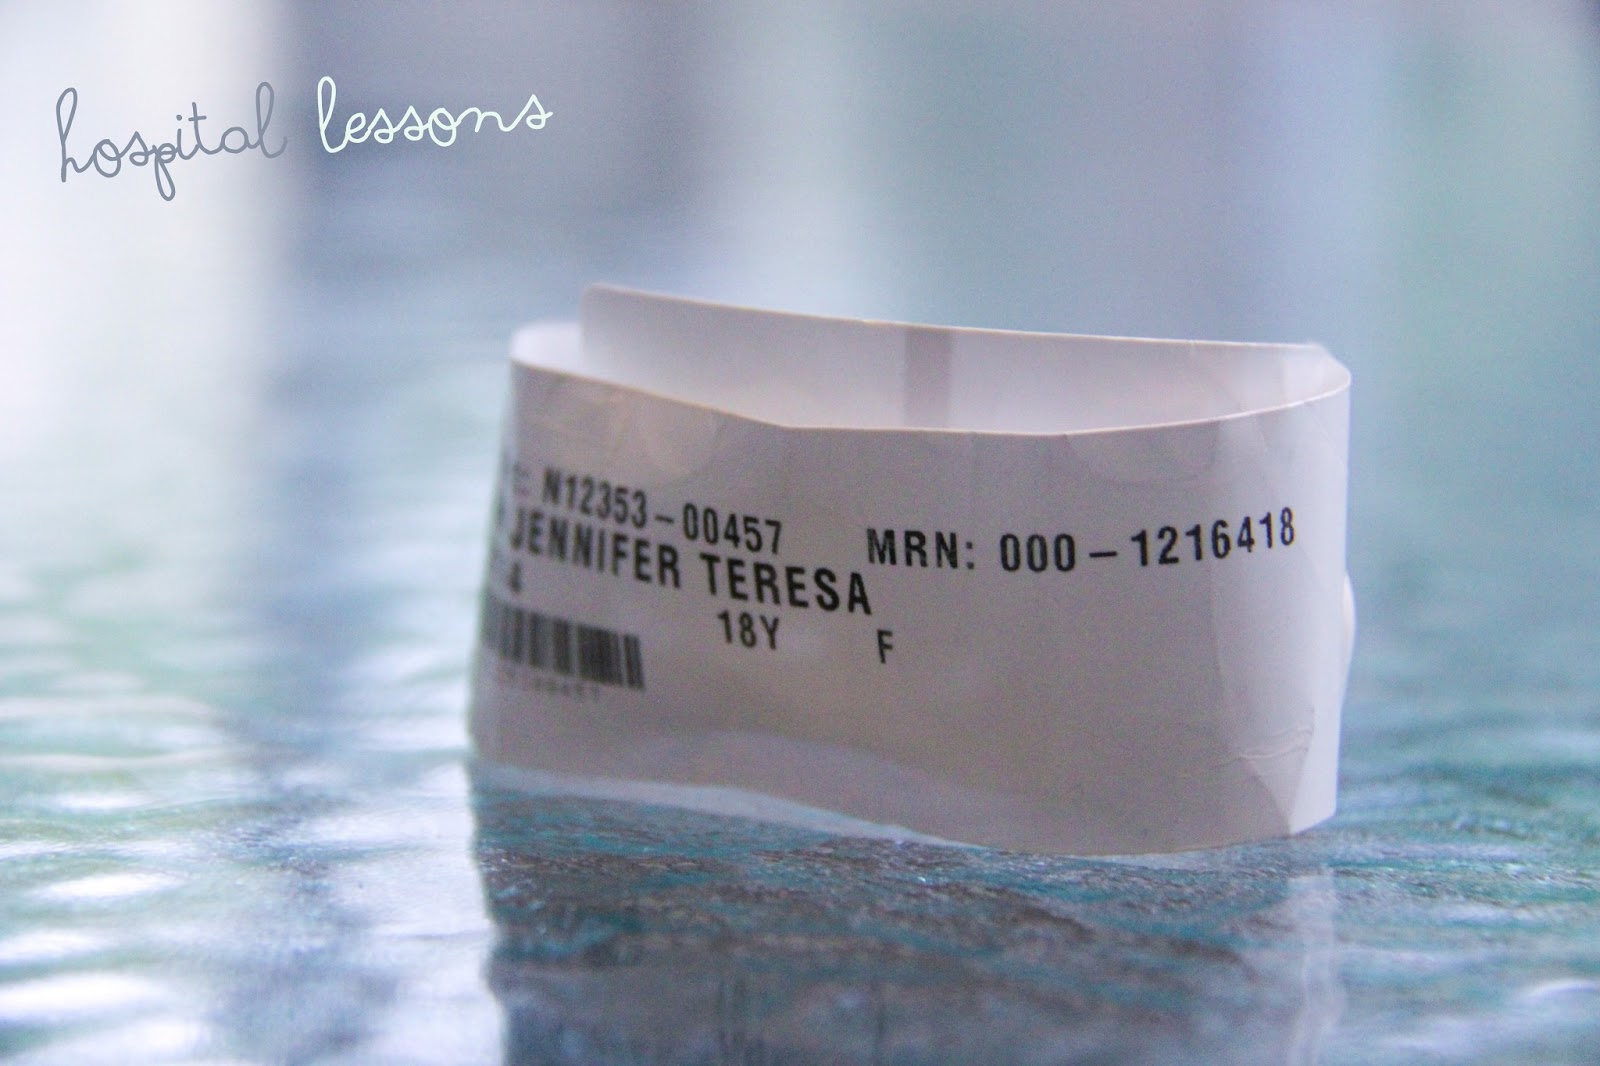 hospital lessons
N12353-00457 MRN: 000-1216418
JENNIFER TERESA
18Y F